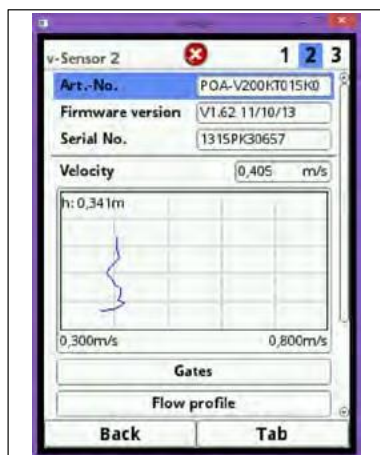 v-Sensor 2 1 2 3
Art.-No. POA-V200KT015K0
Firmware version V1.62 11/10/13
Serial No. 1315PK30657
Velocity 0,405 m/s
h: 0,341m
0,300m/s 0,800m/s
Gates
Flow profile
Back Tab